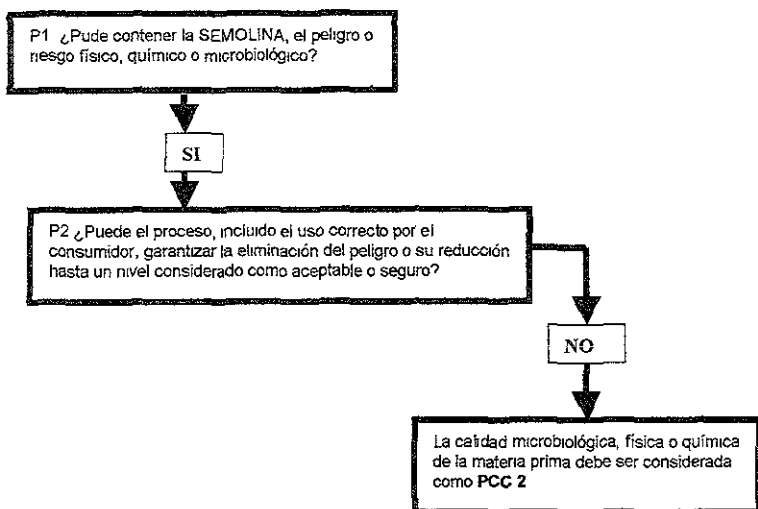 P1 ¿Pude contener la SEMOLINA, el peligro o
riesgo físico, químico o microbiológico?
SI
P2 ¿Puede el proceso, incluido el uso correcto por el
consumidor, garantizar la eliminación del peligro o su reducción
hasta un nivel considerado como aceptable o seguro?
NO
La calidad microbiológica, física o química
de la materia prima debe ser considerada
como PCC 2